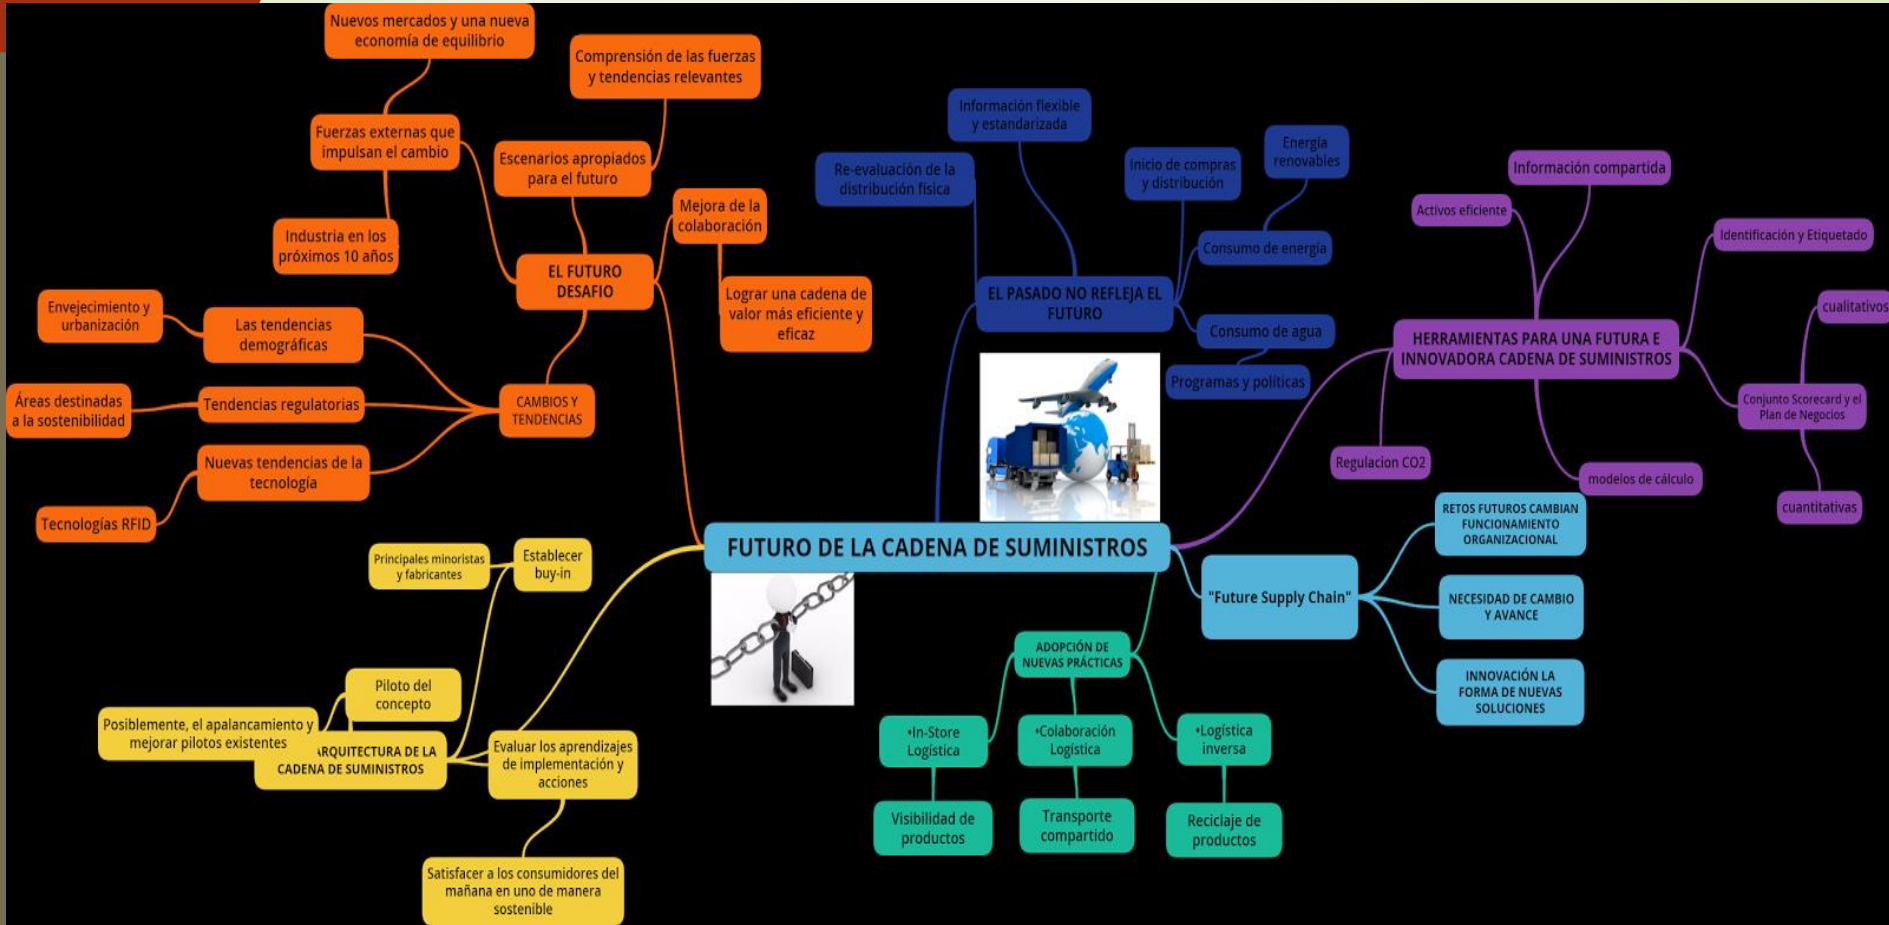 Nuevos mercados y una nueva
economía de equilibrio
Comprensión de las fuerzas
y tendencias relevantes
Fuerzas externas que
impulsan el cambio
Escenarios apropiados
para el futuro
Mejora de la
colaboración
Industria en los
próximos 10 años
EL FUTURO
DESAFIO
Lograr una cadena de
valor más eficiente y
eficaz
Envejecimiento y
urbanización
Las tendencias
demográficas
Áreas destinadas
a la sostenibilidad
Tendencias regulatorias
CAMBIOS Y
TENDENCIAS
Nuevas tendencias de la
tecnología
Tecnologías RFID
Información flexible
y estandarizada
Re-evaluación de la
distribución física
Inicio de compras
y distribución
Energía
renovables
Consumo de energía
EL PASADO NO REFLEJA EL
FUTURO
Consumo de agua
Programas y políticas
Información compartida
Activos eficiente
Identificación y Etiquetado
cualitativos
HERRAMIENTAS PARA UNA FUTURA E
INNOVADORA CADENA DE SUMINISTROS
Conjunto Scorecard y el
Plan de Negocios
Regulacion CO2
modelos de cálculo
cuantitativas
FUTURO DE LA CADENA DE SUMINISTROS
"Future Supply Chain"
RETOS FUTUROS CAMBIAN
FUNCIONAMIENTO
ORGANIZACIONAL
NECESIDAD DE CAMBIO
Y AVANCE
INNOVACIÓN LA
FORMA DE NUEVAS
SOLUCIONES
Principales minoristas
y fabricantes
Establecer
buy-in
Piloto del
concepto
Posiblemente, el apalancamiento y
mejorar pilotos existentes
ARQUITECTURA DE LA
CADENA DE SUMINISTROS
Evaluar los aprendizajes
de implementación y
acciones
Satisfacer a los consumidores del
mañana en uno de manera
sostenible
ADOPCIÓN DE
NUEVAS PRÁCTICAS
•In-Store
Logística
•Colaboración
Logística
•Logística
inversa
Visibilidad de
productos
Transporte
compartido
Reciclaje de
productos